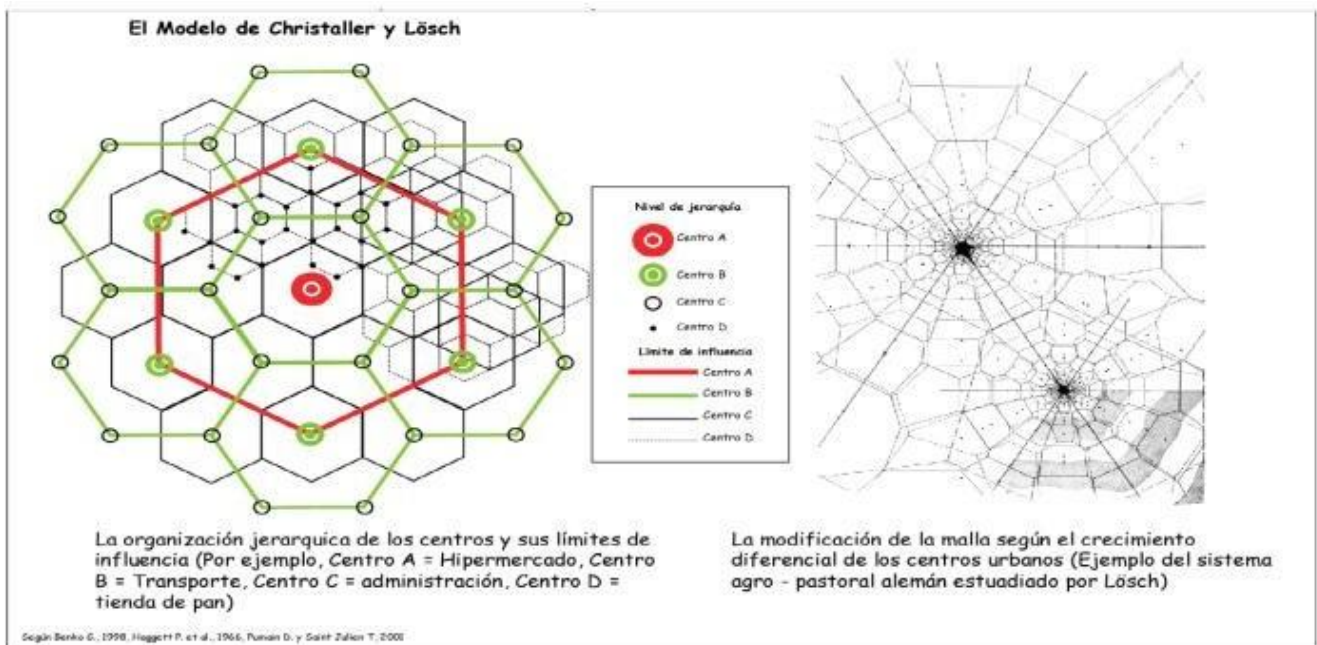 El Modelo de Christaller y Lösch
Nivel de jerarquía
Centro A
Centro B
Centro C
Centro D
Límite de influencia
Centro A
Centro B
Centro C
Centro D
La organización jerarquica de los centros y sus límites de
influencia (Por ejemplo, Centro A = Hipermercado, Centro
B = Transporte, Centro C = administración, Centro D =
tienda de pan)
La modificación de la malla según el crecimiento
diferencial de los centros urbanos (Ejemplo del sistema
agro - pastoral alemán estuadiado por Lösch)
Según Benko G., 1998, Haggett P. et al., 1966, Pumain D. y Saint Julien T, 2001